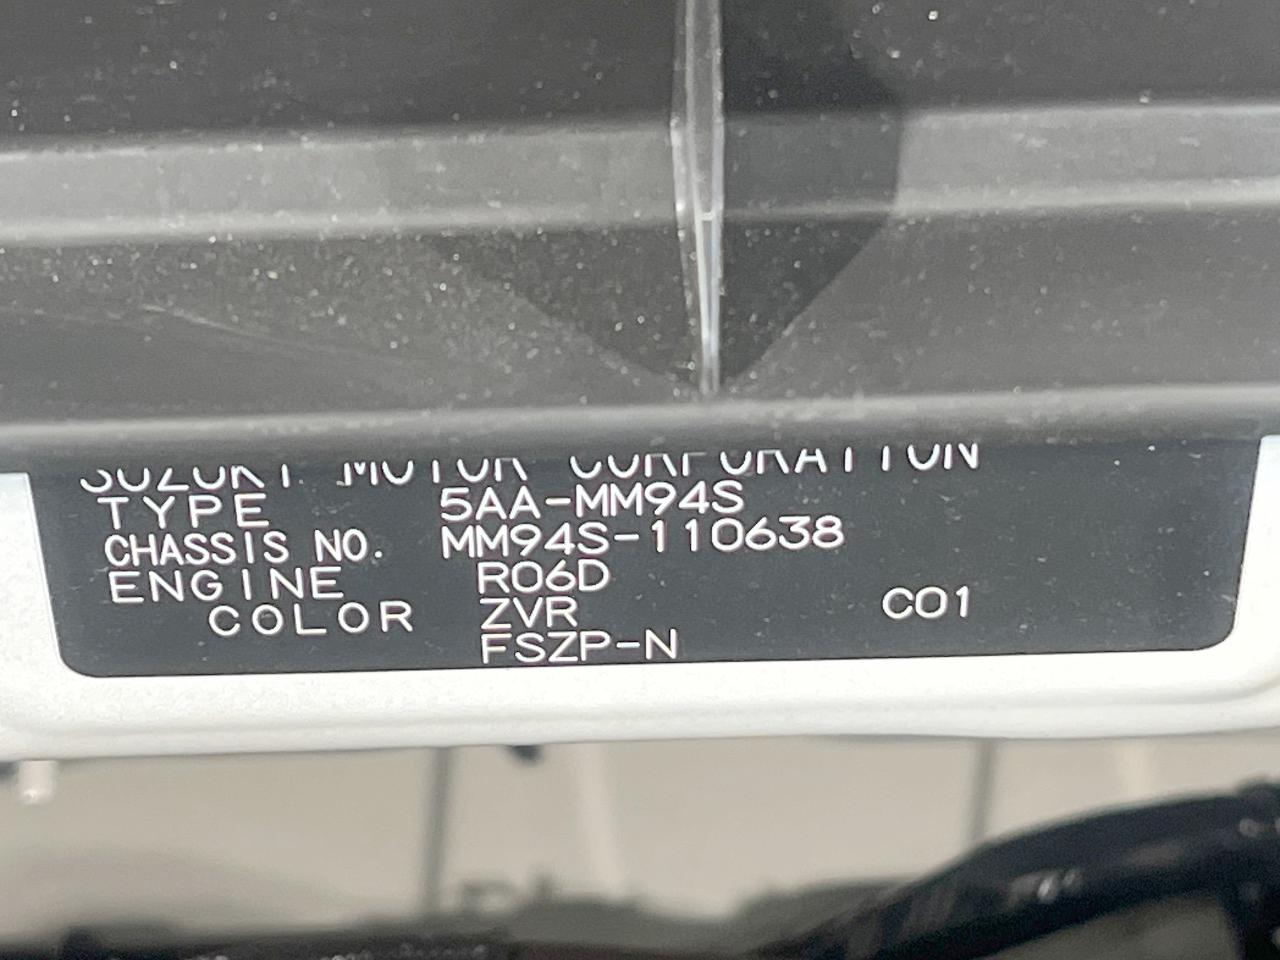 SUZUKI MOTOR CORPORATION
TYPE 5AA-MM94S
CHASSIS NO. MM94S-110638
ENGINE R06D
COLOR ZVR C01
FSZP-N